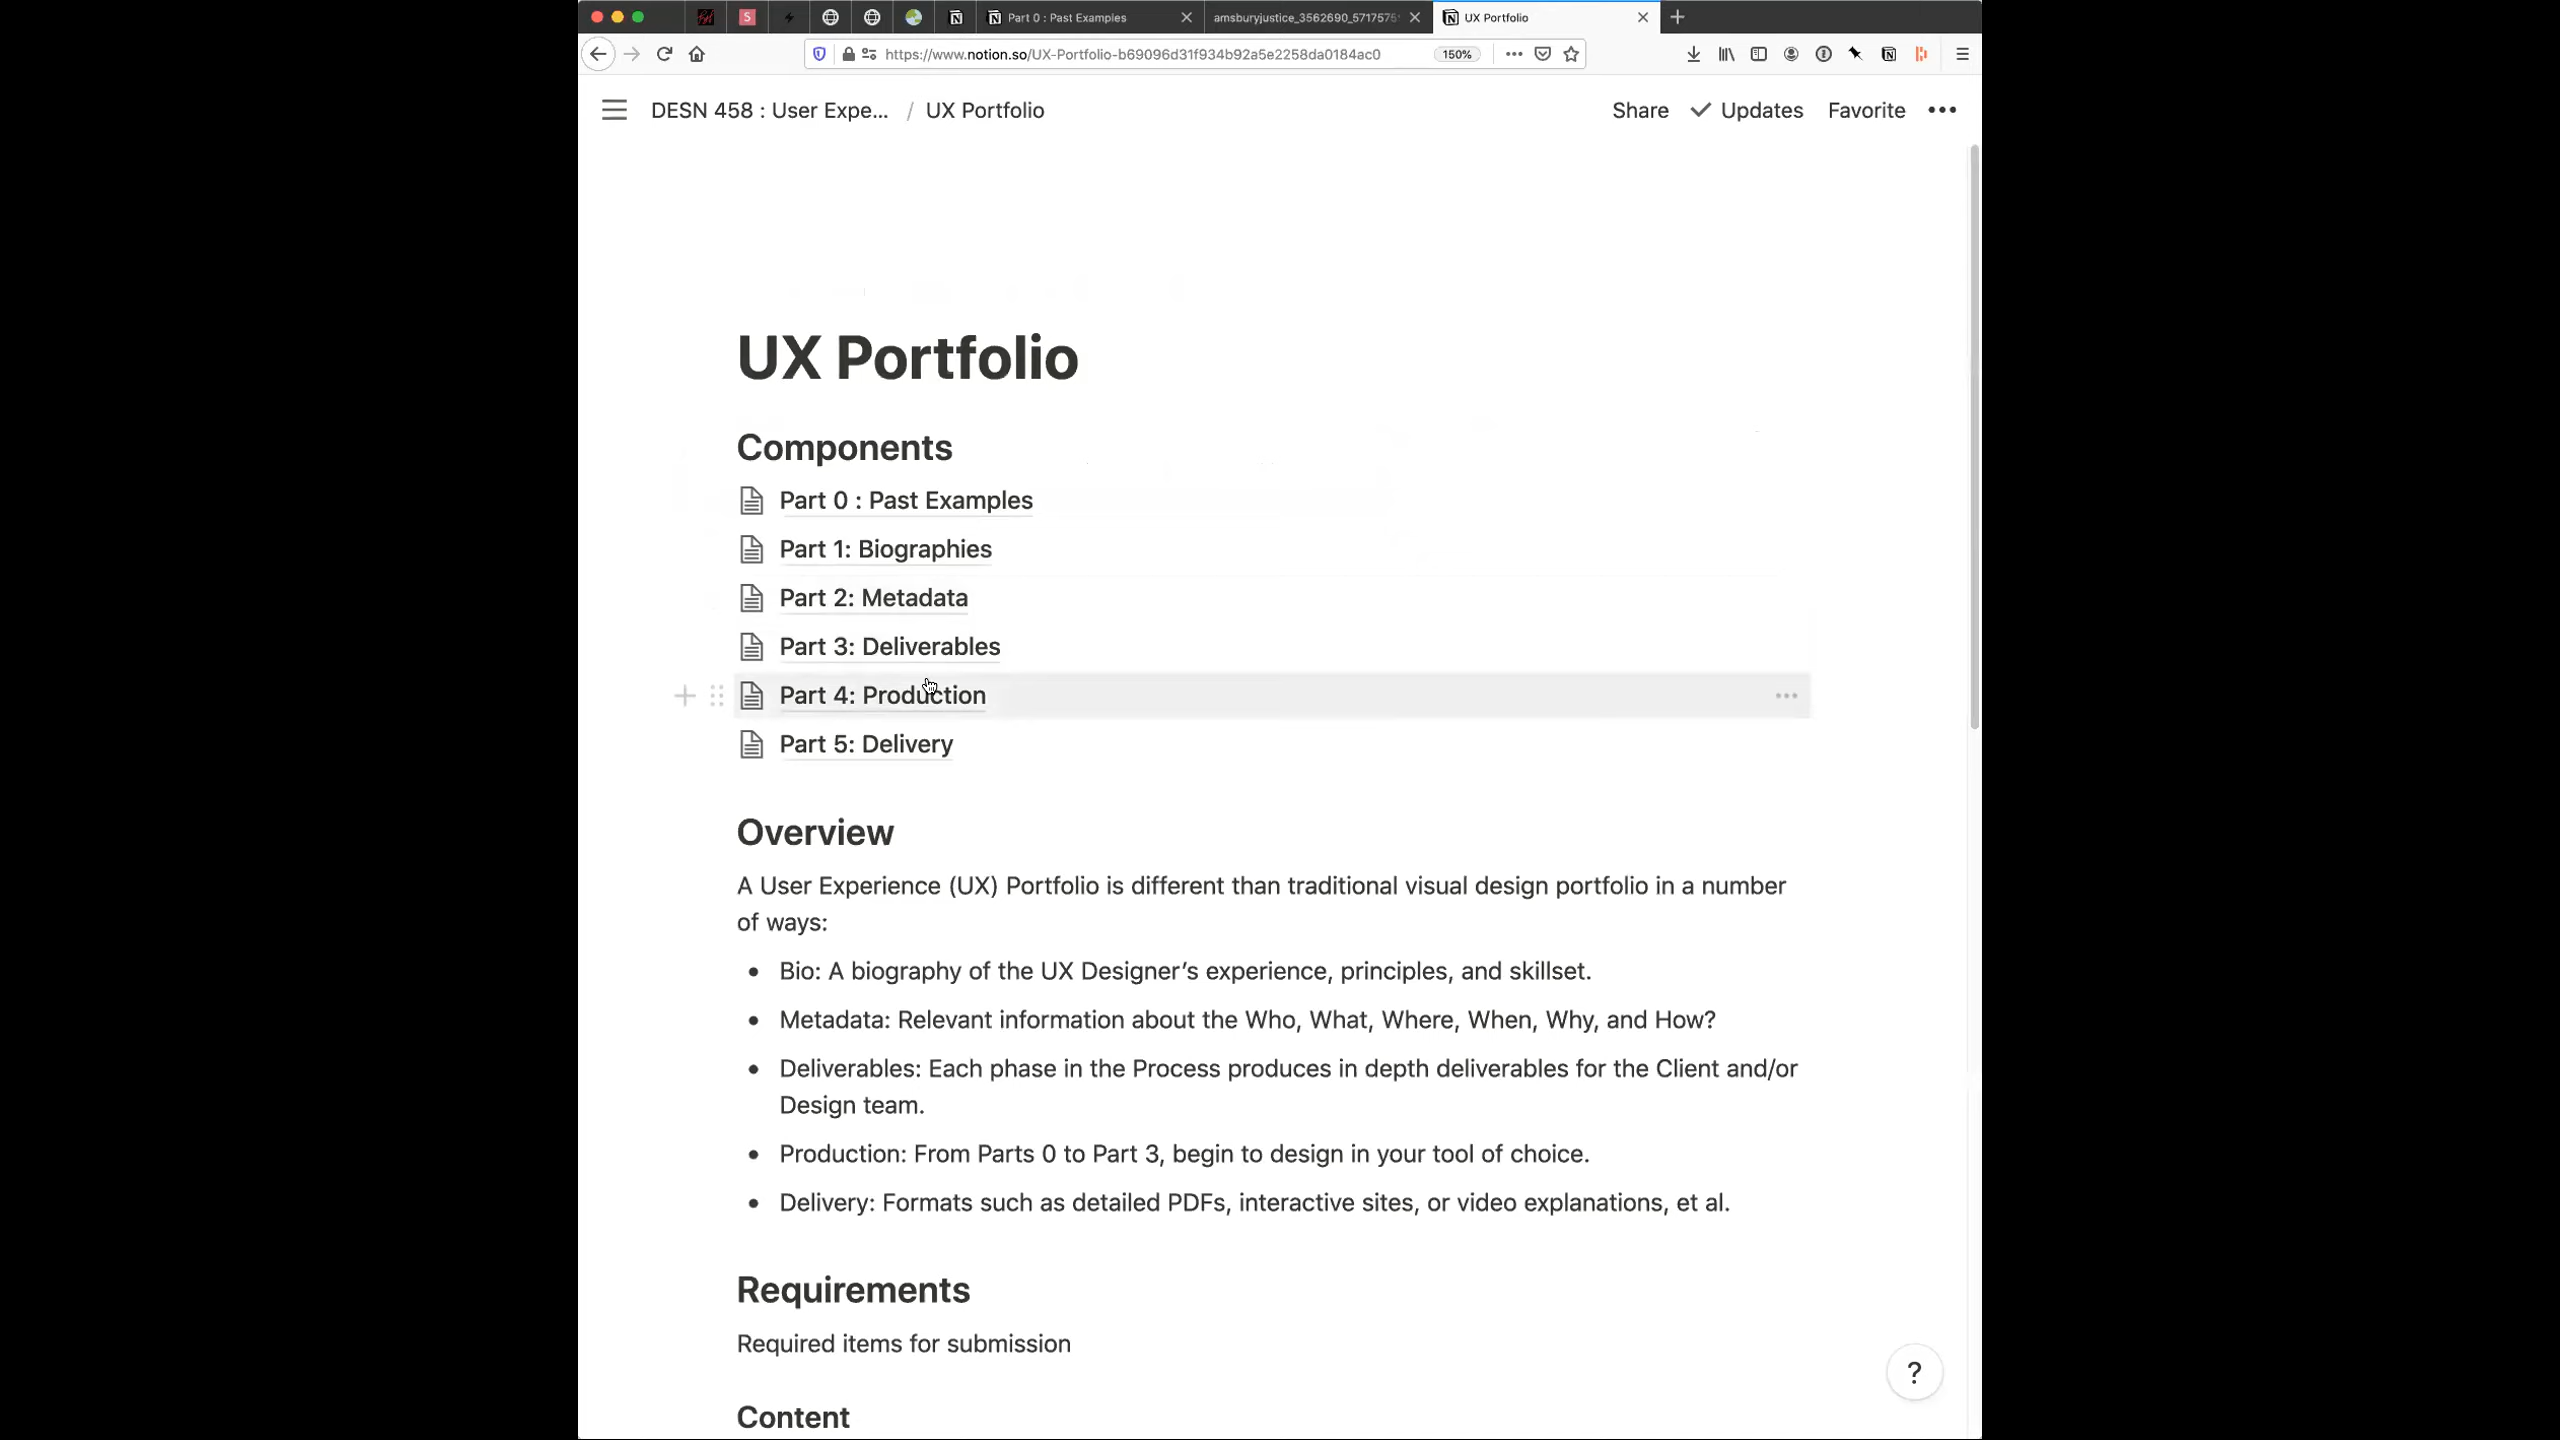 Part 0 : Past Examples
amsburyjustice_3562690_5717575
UX Portfolio
https://www.notion.so/UX-Portfolio-b69096d31f934b92a5e2258da0184ac0
150%
DESN 458 : User Expe... / UX Portfolio
Share
Updates
Favorite
UX Portfolio
Components
Part 0 : Past Examples
Part 1: Biographies
Part 2: Metadata
Part 3: Deliverables
Part 4: Production
Part 5: Delivery
Overview
A User Experience (UX) Portfolio is different than traditional visual design portfolio in a number
of ways:
• Bio: A biography of the UX Designer’s experience, principles, and skillset.
• Metadata: Relevant information about the Who, What, Where, When, Why, and How?
• Deliverables: Each phase in the Process produces in depth deliverables for the Client and/or
Design team.
• Production: From Parts 0 to Part 3, begin to design in your tool of choice.
• Delivery: Formats such as detailed PDFs, interactive sites, or video explanations, et al.
Requirements
Required items for submission
?
Content